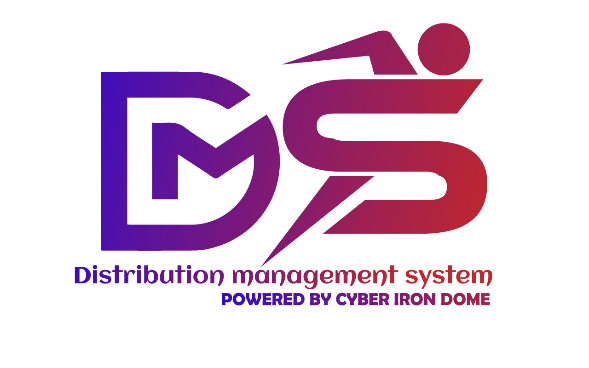 DMS
Distribution management system
POWERED BY CYBER IRON DOME